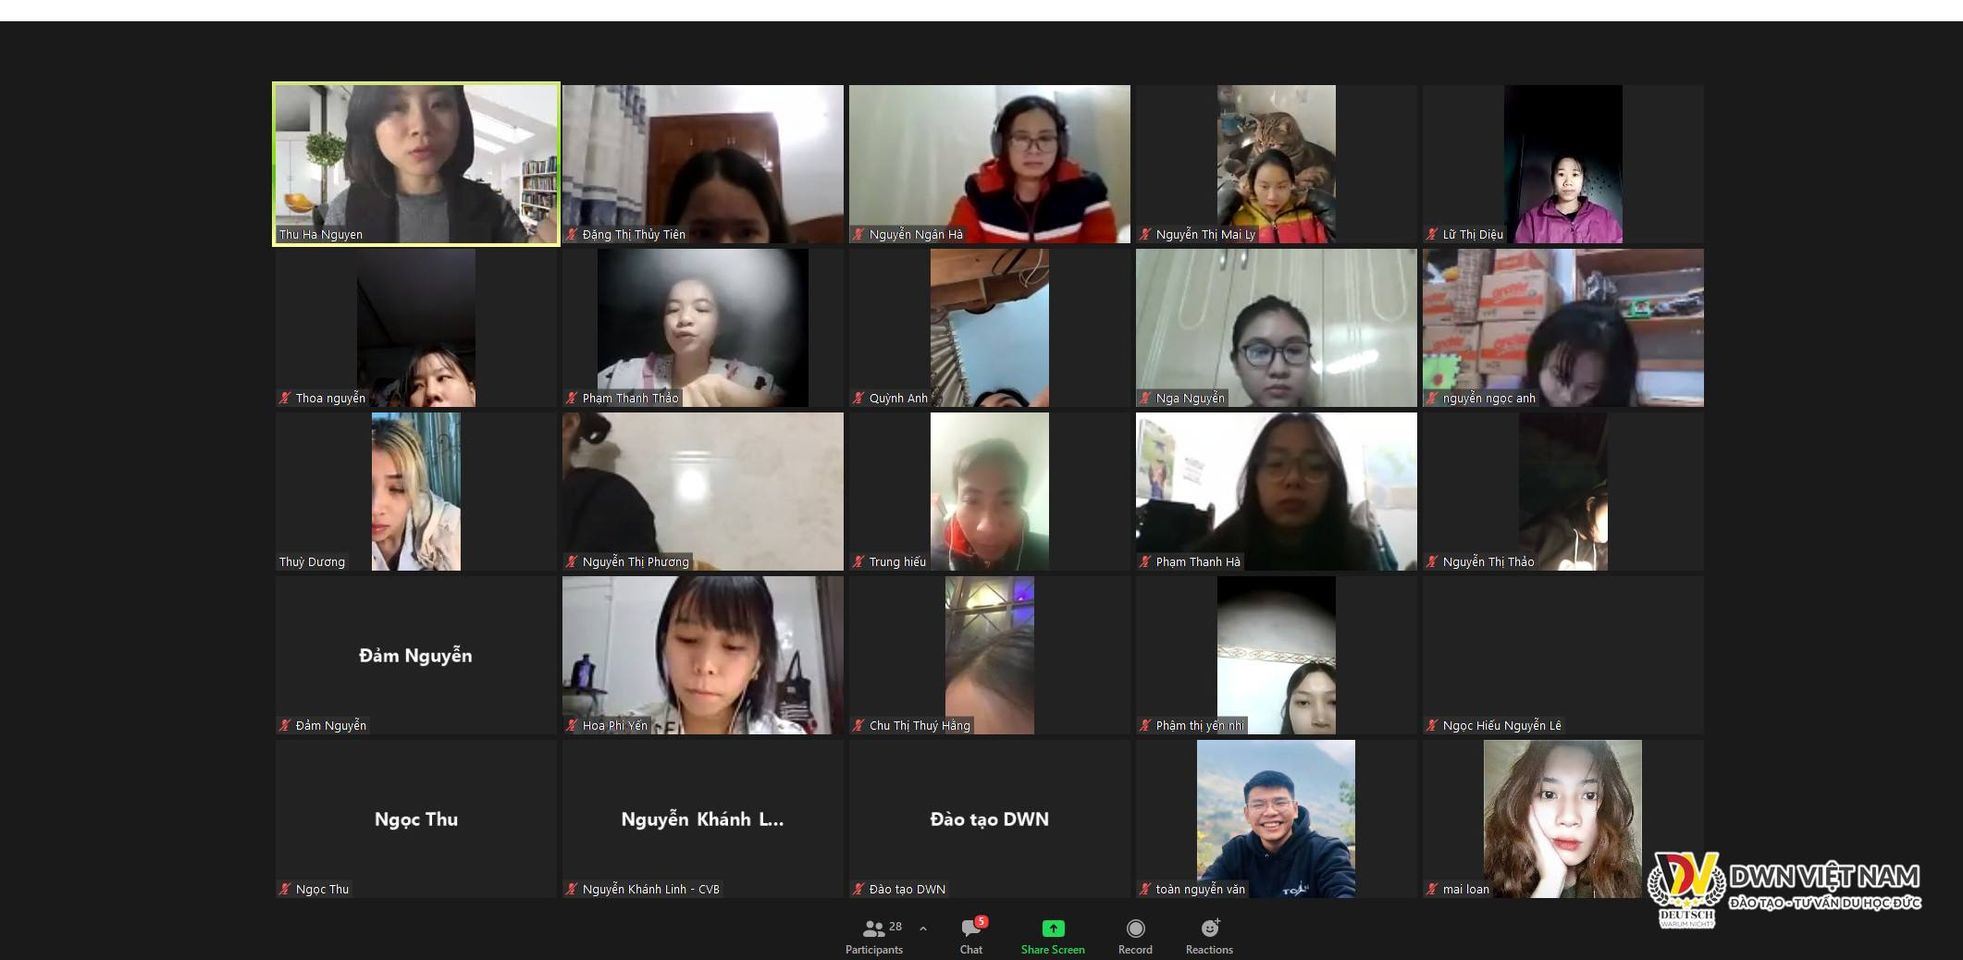 Thu Ha Nguyen
Đặng Thị Thủy Tiên
Nguyễn Ngân Hà
Nguyễn Thị Mai Ly
Lữ Thị Diệu
Thoa nguyễn
Phạm Thanh Thảo
Quỳnh Anh
Nga Nguyễn
nguyễn ngọc anh
Thuỳ Dương
Nguyễn Thị Phương
Trung hiếu
Phạm Thanh Hà
Nguyễn Thị Thảo
Đảm Nguyễn
Đảm Nguyễn
Hoa Phi Yến
Chu Thị Thuý Hằng
Phậm thị yến nhi
Ngọc Hiếu Nguyễn Lê
Ngọc Thu
Nguyễn Khánh L...
Đào tạo DWN
Ngọc Thu
Nguyễn Khánh Linh - CVB
Đào tạo DWN
toàn nguyễn văn
mai loan
DWN VIỆT NAM
ĐÀO TẠO - TƯ VẤN DU HỌC ĐỨC
DEUTSCH
WARUM NICHT?
28
5
Participants
Chat
Share Screen
Record
Reactions